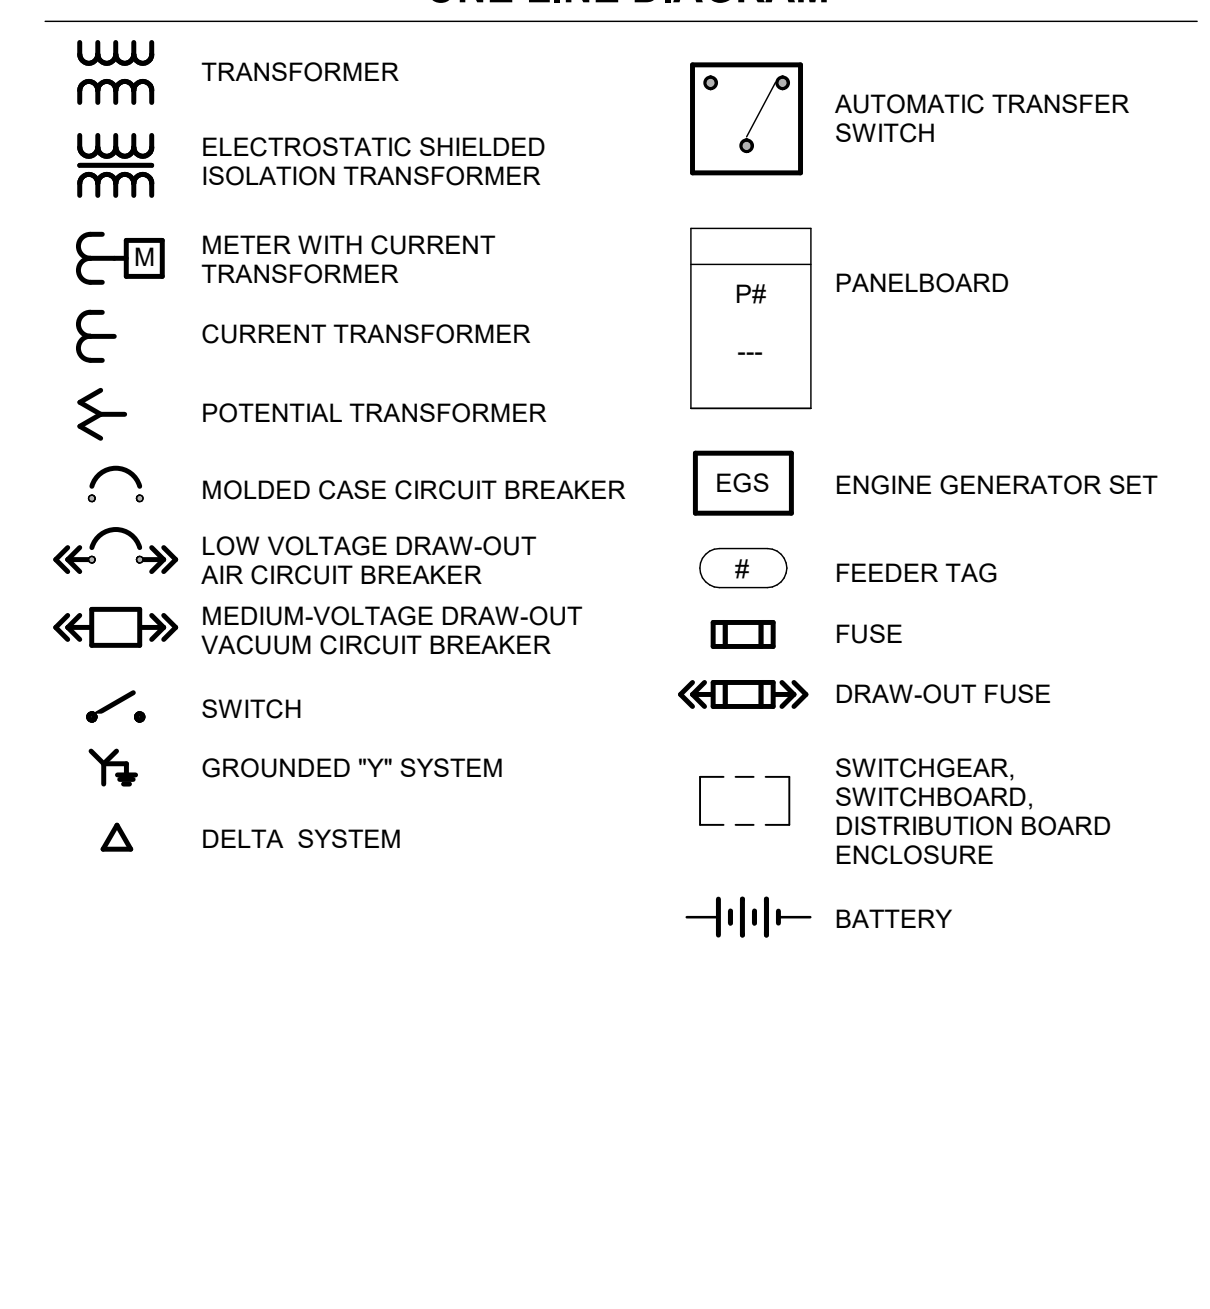 ONE LINE DIAGRAM
TRANSFORMER
ELECTROSTATIC SHIELDED
ISOLATION TRANSFORMER
M
METER WITH CURRENT
TRANSFORMER
CURRENT TRANSFORMER
POTENTIAL TRANSFORMER
MOLDED CASE CIRCUIT BREAKER
LOW VOLTAGE DRAW-OUT
AIR CIRCUIT BREAKER
MEDIUM-VOLTAGE DRAW-OUT
VACUUM CIRCUIT BREAKER
SWITCH
GROUNDED "Y" SYSTEM
DELTA  SYSTEM
AUTOMATIC TRANSFER
SWITCH
P#
---
PANELBOARD
EGS
ENGINE GENERATOR SET
#
FEEDER TAG
FUSE
DRAW-OUT FUSE
SWITCHGEAR,
SWITCHBOARD,
DISTRIBUTION BOARD
ENCLOSURE
BATTERY